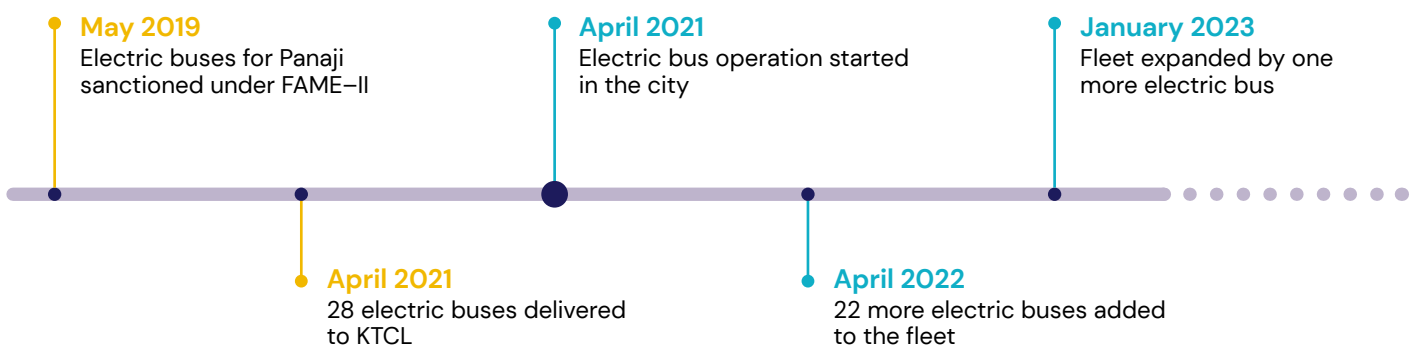 May 2019
Electric buses for Panaji
sanctioned under FAME–II
April 2021
28 electric buses delivered
to KTCL
April 2021
Electric bus operation started
in the city
April 2022
22 more electric buses added
to the fleet
January 2023
Fleet expanded by one
more electric bus